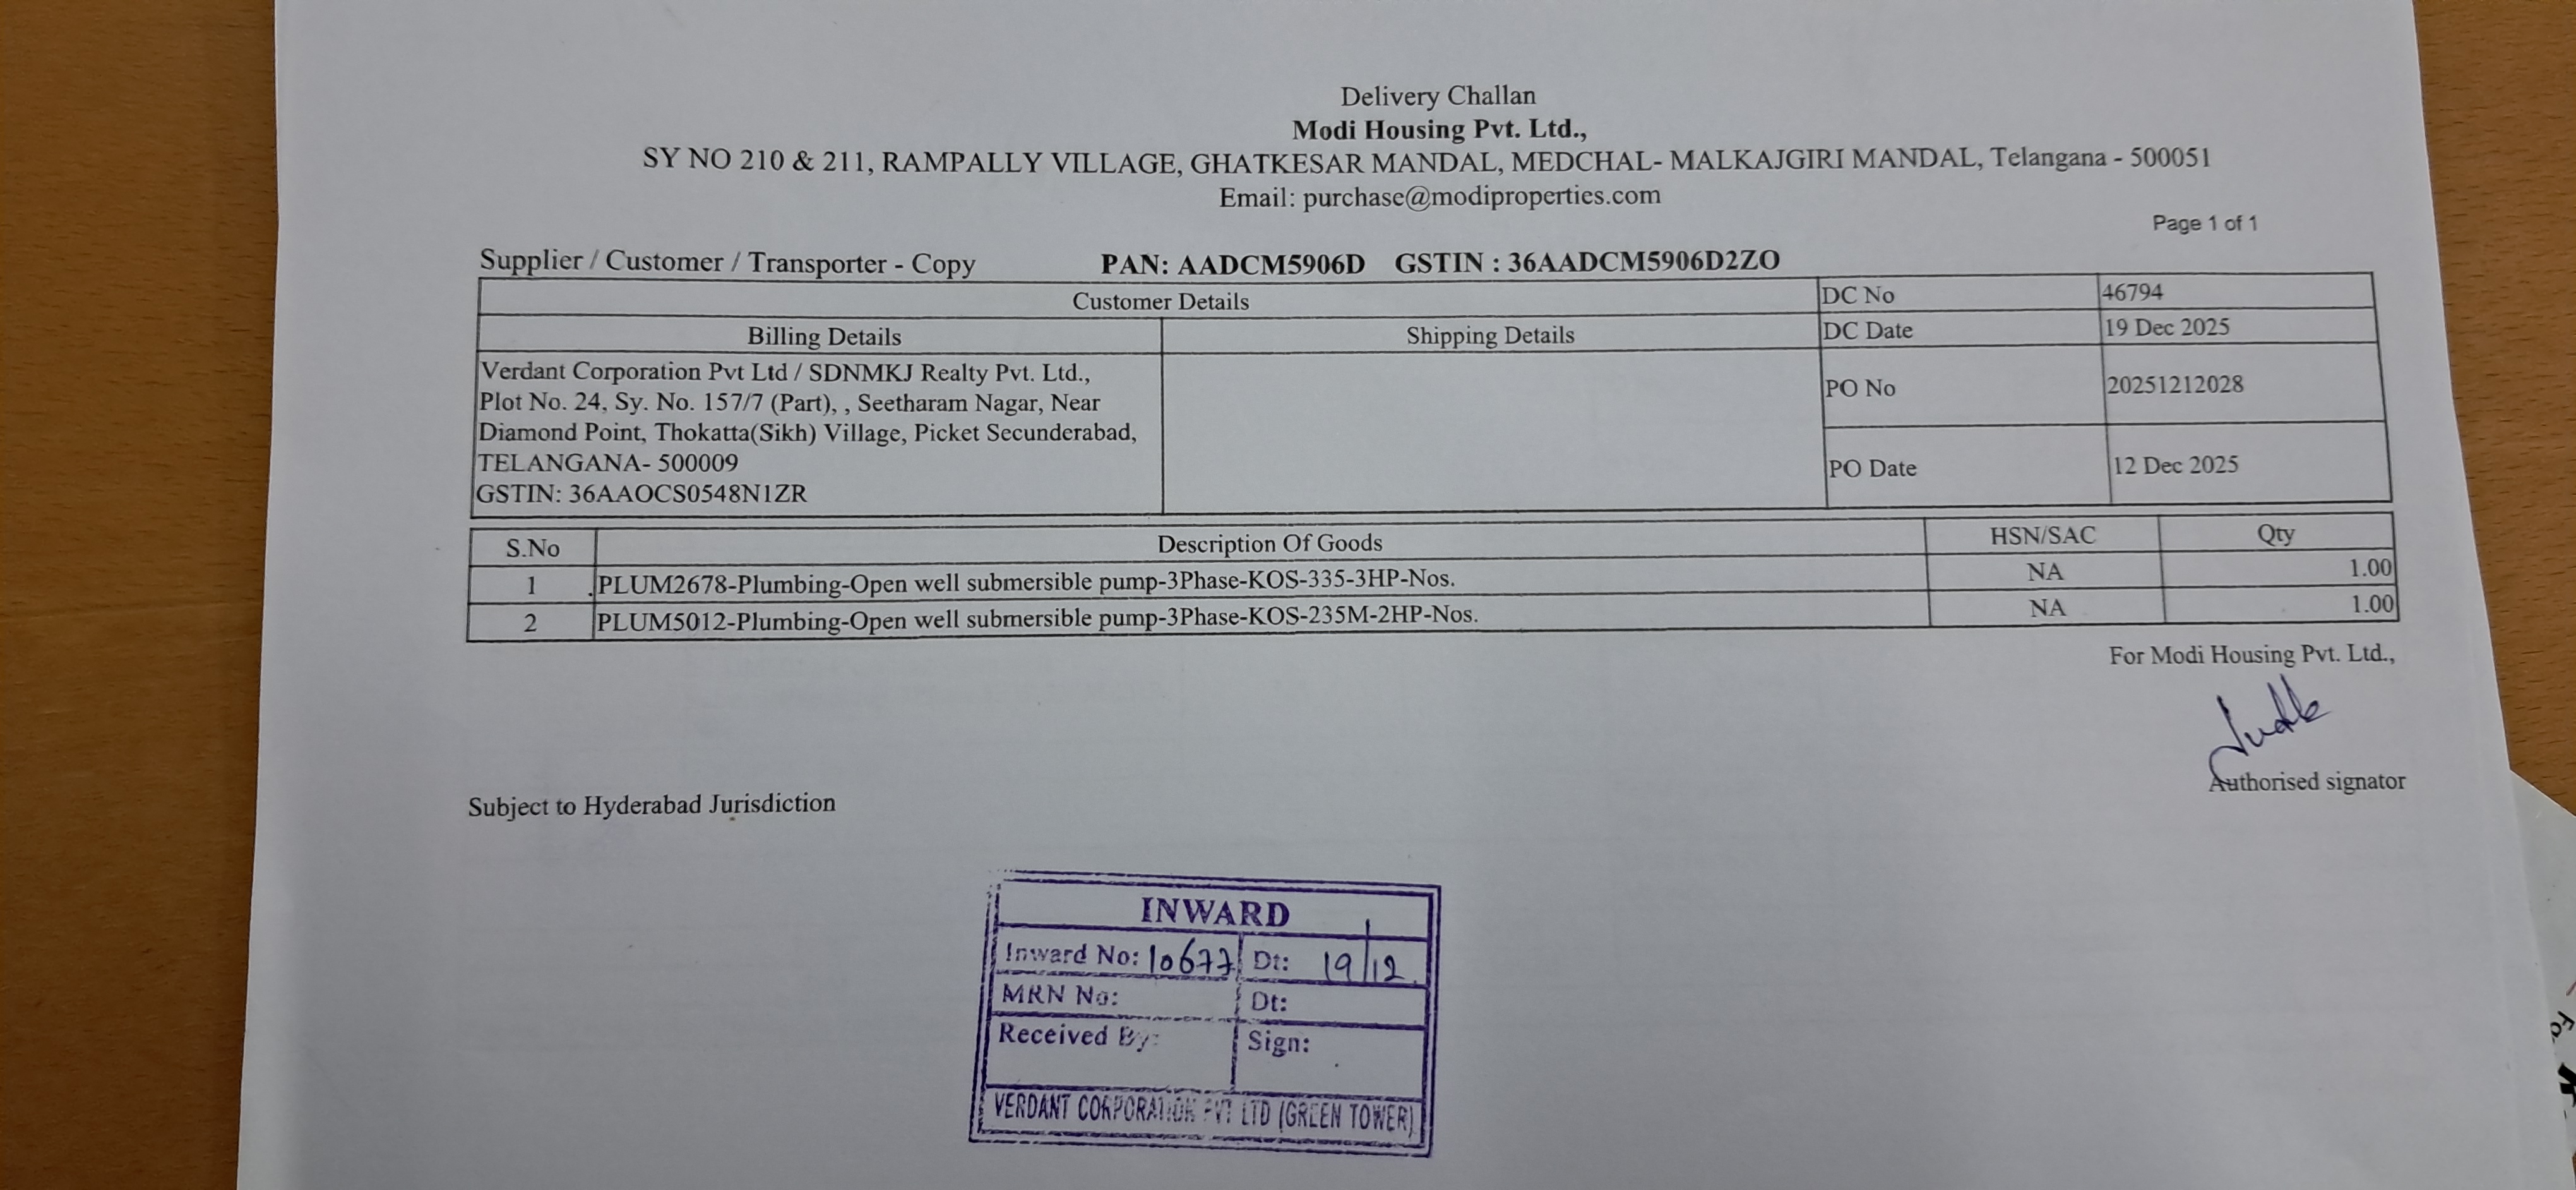 Delivery Challan
Modi Housing Pvt. Ltd.,
SY NO 210 & 211, RAMPALLY VILLAGE, GHATKESAR MANDAL, MEDCHAL- MALKAJGIRI MANDAL, Telangana - 500051
Email: purchase@modiproperties.com
Page 1 of 1
Supplier / Customer / Transporter - Copy PAN: AADCM5906D GSTIN : 36AADCM5906D2ZO
Customer Details
DC No 46794
Billing Details Shipping Details
DC Date 19 Dec 2025
Verdant Corporation Pvt Ltd / SDNMKJ Realty Pvt. Ltd.,
Plot No. 24, Sy. No. 157/7 (Part), , Seetharam Nagar, Near
Diamond Point, Thokatta(Sikh) Village, Picket Secunderabad,
TELANGANA- 500009
GSTIN: 36AAOCS0548N1ZR
PO No 20251212028
PO Date 12 Dec 2025
S.No Description Of Goods HSN/SAC Qty
1 PLUM2678-Plumbing-Open well submersible pump-3Phase-KOS-335-3HP-Nos. NA 1.00
2 PLUM5012-Plumbing-Open well submersible pump-3Phase-KOS-235M-2HP-Nos. NA 1.00
For Modi Housing Pvt. Ltd.,
Authorised signator
Subject to Hyderabad Jurisdiction
INWARD
Inward No: 10677 Dt: 19/12
MRN No: Dt:
Received By: Sign:
VERDANT CORPORATION PVT LTD (GREEN TOWER)